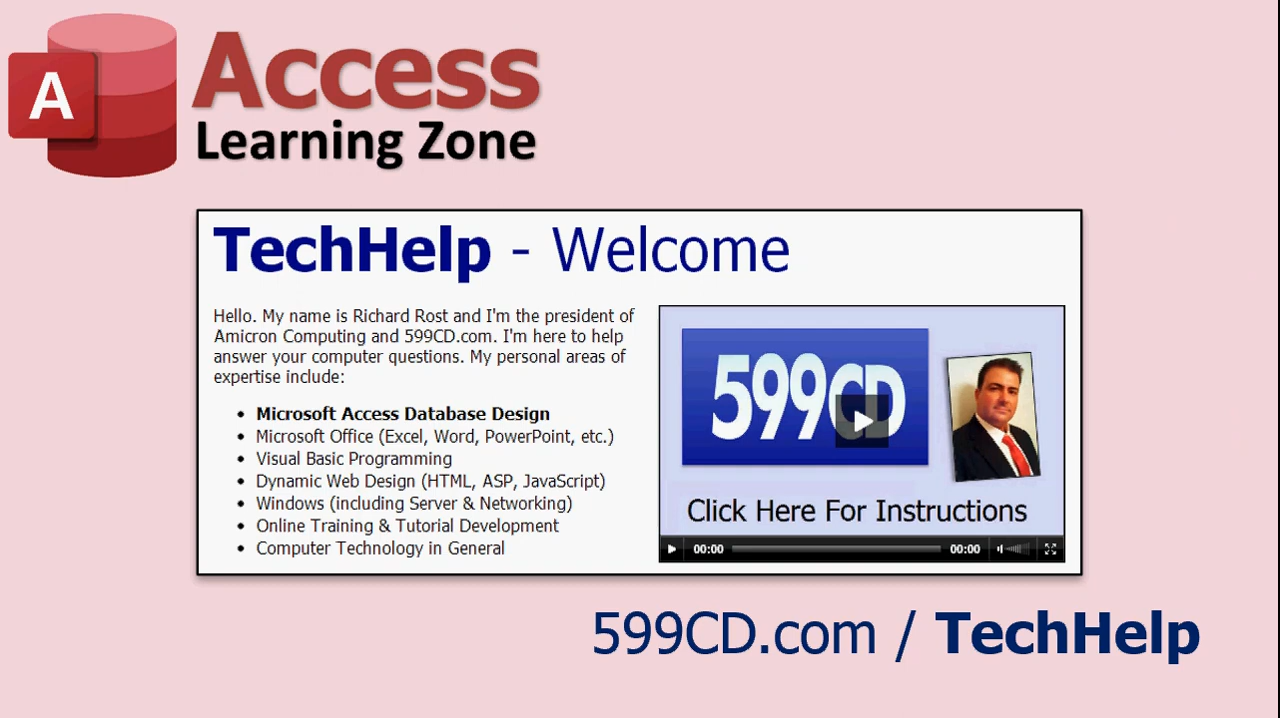 A
Access
Learning Zone
TechHelp - Welcome
Hello. My name is Richard Rost and I'm the president of
Amicron Computing and 599CD.com. I'm here to help
answer your computer questions. My personal areas of
expertise include:
• Microsoft Access Database Design
• Microsoft Office (Excel, Word, PowerPoint, etc.)
• Visual Basic Programming
• Dynamic Web Design (HTML, ASP, JavaScript)
• Windows (including Server & Networking)
• Online Training & Tutorial Development
• Computer Technology in General
599CD
Click Here For Instructions
00:00 00:00
599CD.com / TechHelp